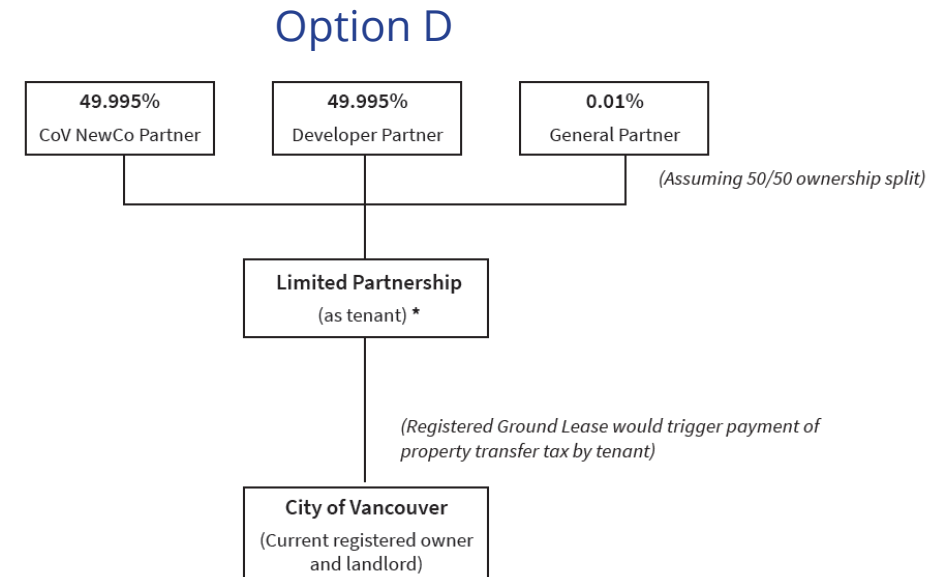 Option D
49.995%
CoV NewCo Partner
49.995%
Developer Partner
0.01%
General Partner
(Assuming 50/50 ownership split)
Limited Partnership
(as tenant) *
(Registered Ground Lease would trigger payment of
property transfer tax by tenant)
City of Vancouver
(Current registered owner
and landlord)